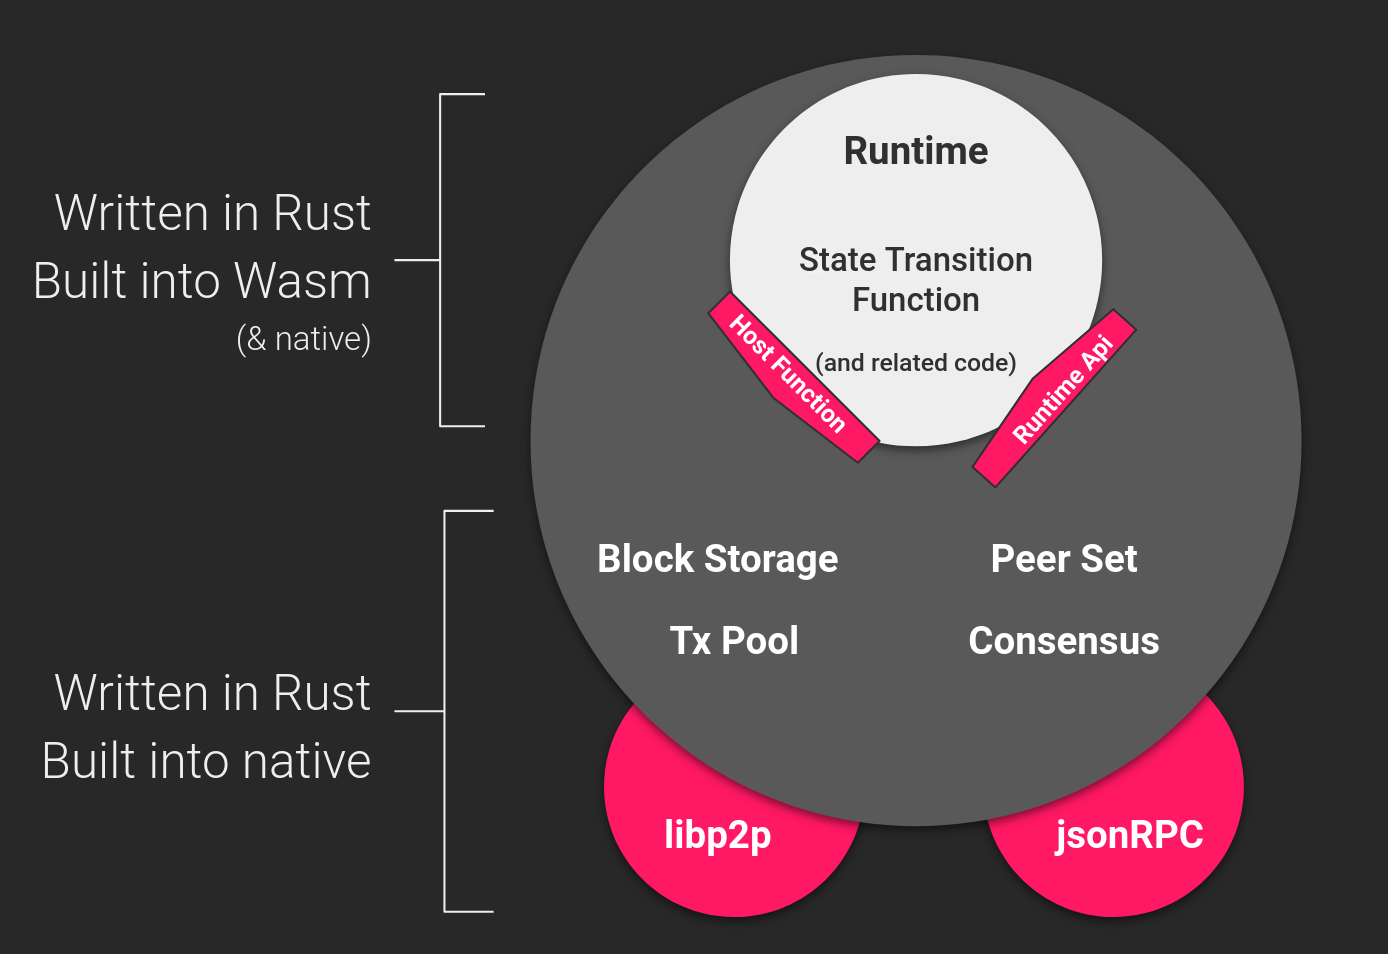 Written in Rust
Built into Wasm
(& native)
Runtime
State Transition
Function
(and related code)
Host Function
Runtime Api
Block Storage
Peer Set
Tx Pool
Consensus
Written in Rust
Built into native
libp2p
jsonRPC